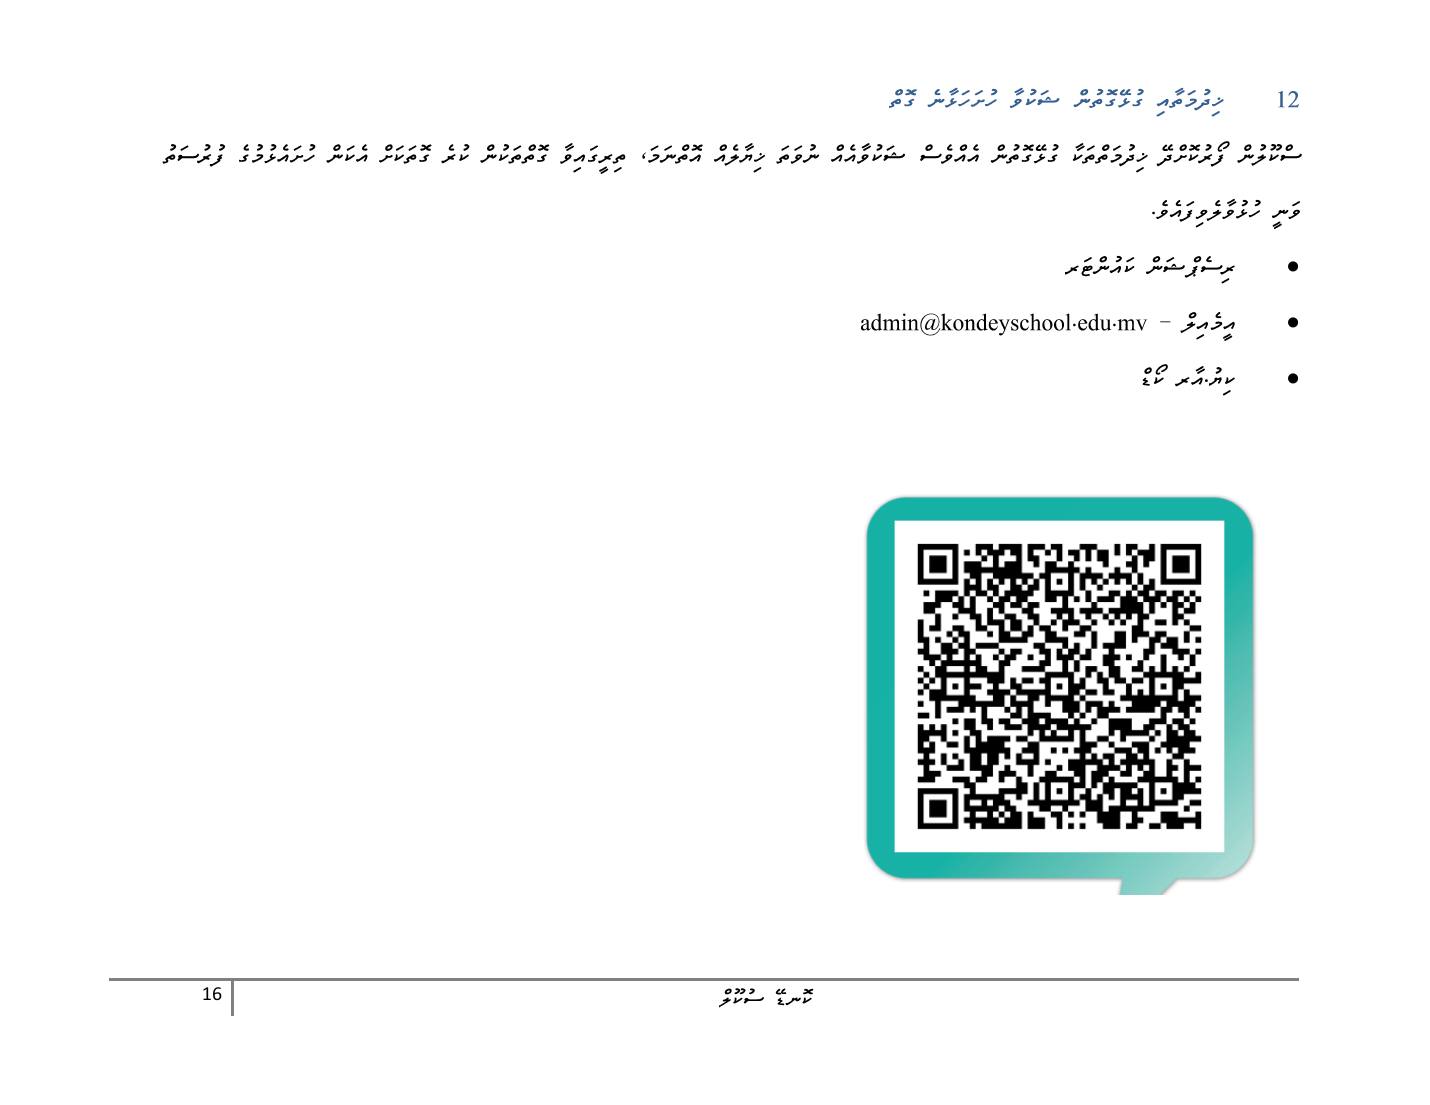 12 ޚިދުމަތާއި ގުޅޭގޮތުން ޝަކުވާ ހުށަހަޅާނެ ގޮތް
ސްކޫލުން ފޯރުކޮށްދޭ ޚިދުމަތްތަކާ ގުޅޭގޮތުން އެއްވެސް ޝަކުވާއެއް ނުވަތަ ޚިޔާލެއް އޮތްނަމަ، ތިރީގައިވާ ގޮތްތަކުން ކުރެ ގޮތަކަށް އެކަން ހުށައެޅުމުގެ ފުރުސަތު
ވަނީ ހުޅުވާލެވިފައެވެ.
● ރިސެޕްޝަން ކައުންޓަރ
● އީމެއިލް – admin@kondeyschool.edu.mv
● ކިޔު.އާރ ކޯޑް
ކޮނޑޭ ސުކޫލް
16